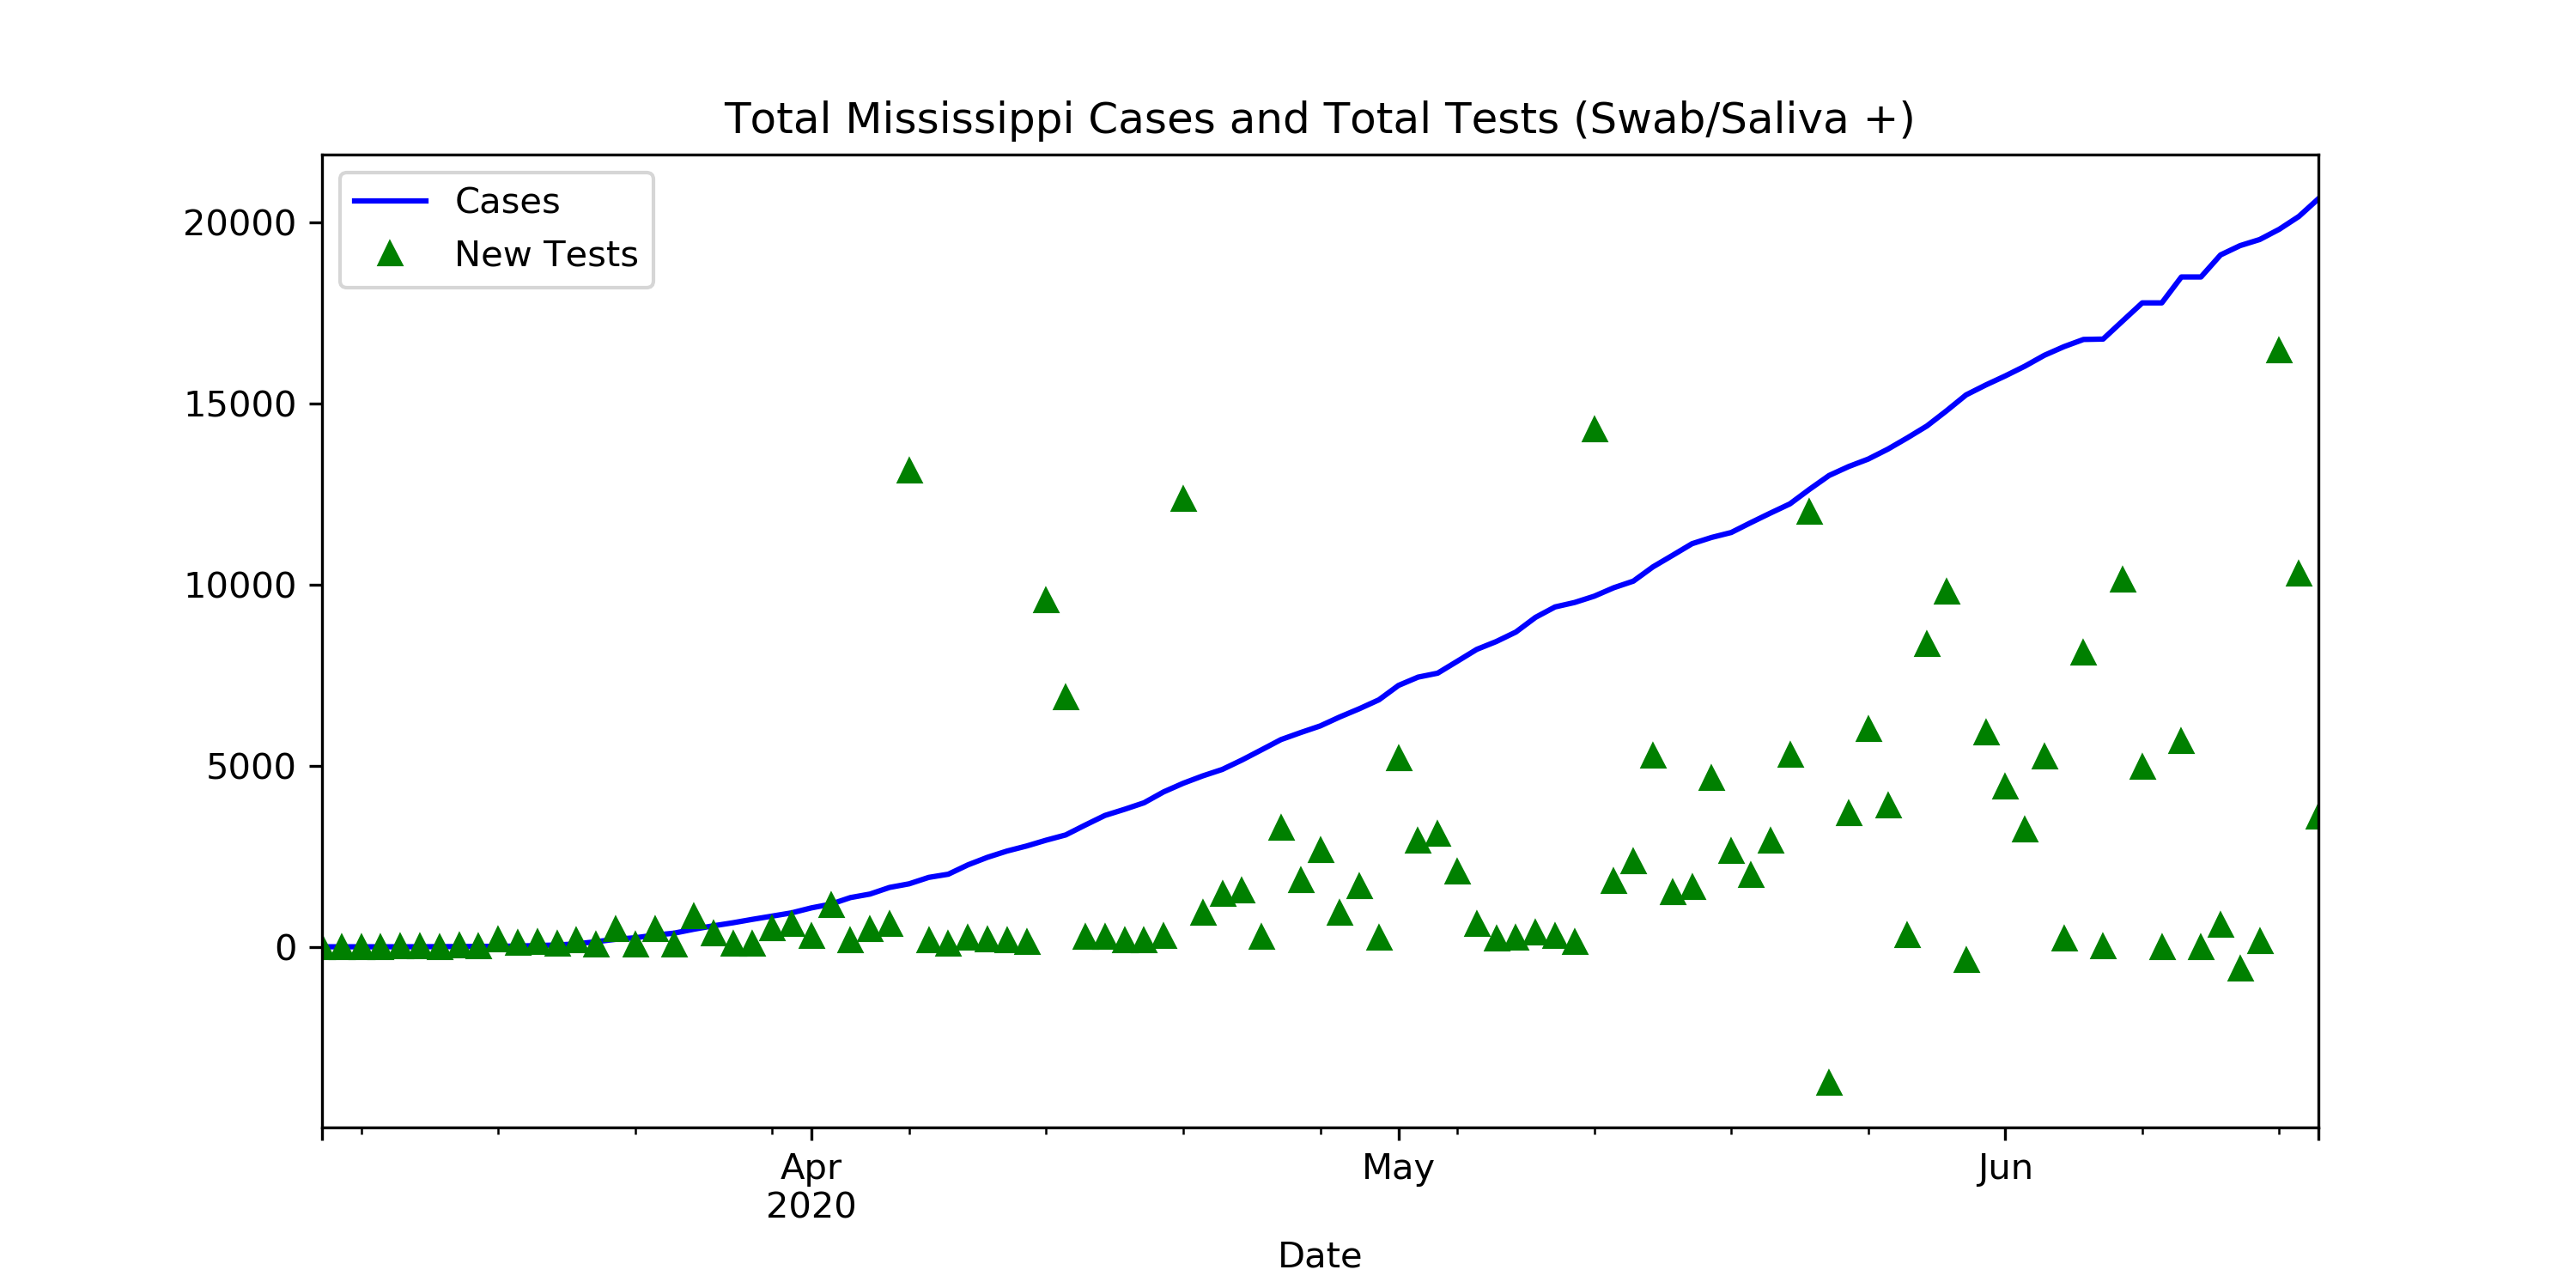 Total Mississippi Cases and Total Tests (Swab/Saliva +)
Cases
New Tests
20000
15000
10000
5000
0
Apr
2020
May
Jun
Date